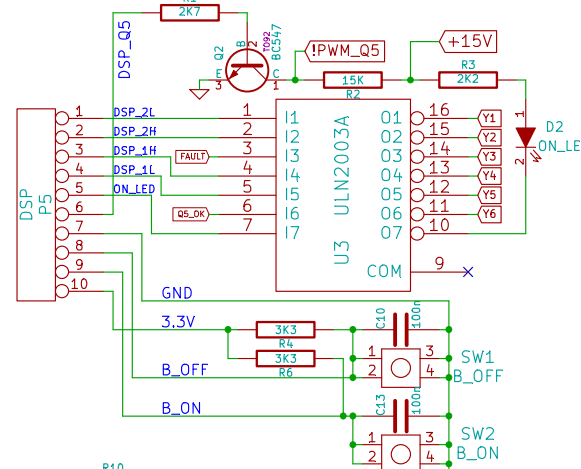 R1
2K7
DSP_Q5
Q2
TO92
BC547
B
2
E
3
C
1
!PWM_Q5
+15V
15K
R2
R3
2K2
1
D2
ON_LE
2
DSP
P5
1 DSP_2L 1 I1 O1 16 Y1
2 DSP_2H 2 I2 O2 15 Y2
3 DSP_1H FAULT 3 I3 O3 14 Y3
4 DSP_1L 4 I4 O4 13 Y4
5 ON_LED 5 I5 O5 12 Y5
6 Q5_OK 6 I6 O6 11 Y6
7 7 I7 O7 10
8
9
10
ULN2003A
U3
COM 9
GND
3.3V
3K3
R4
3K3
R6
C10
100n
1 3
2 4
SW1
B_OFF
B_OFF
B_ON
C13
100n
1 3
2 4
SW2
B_ON
R10